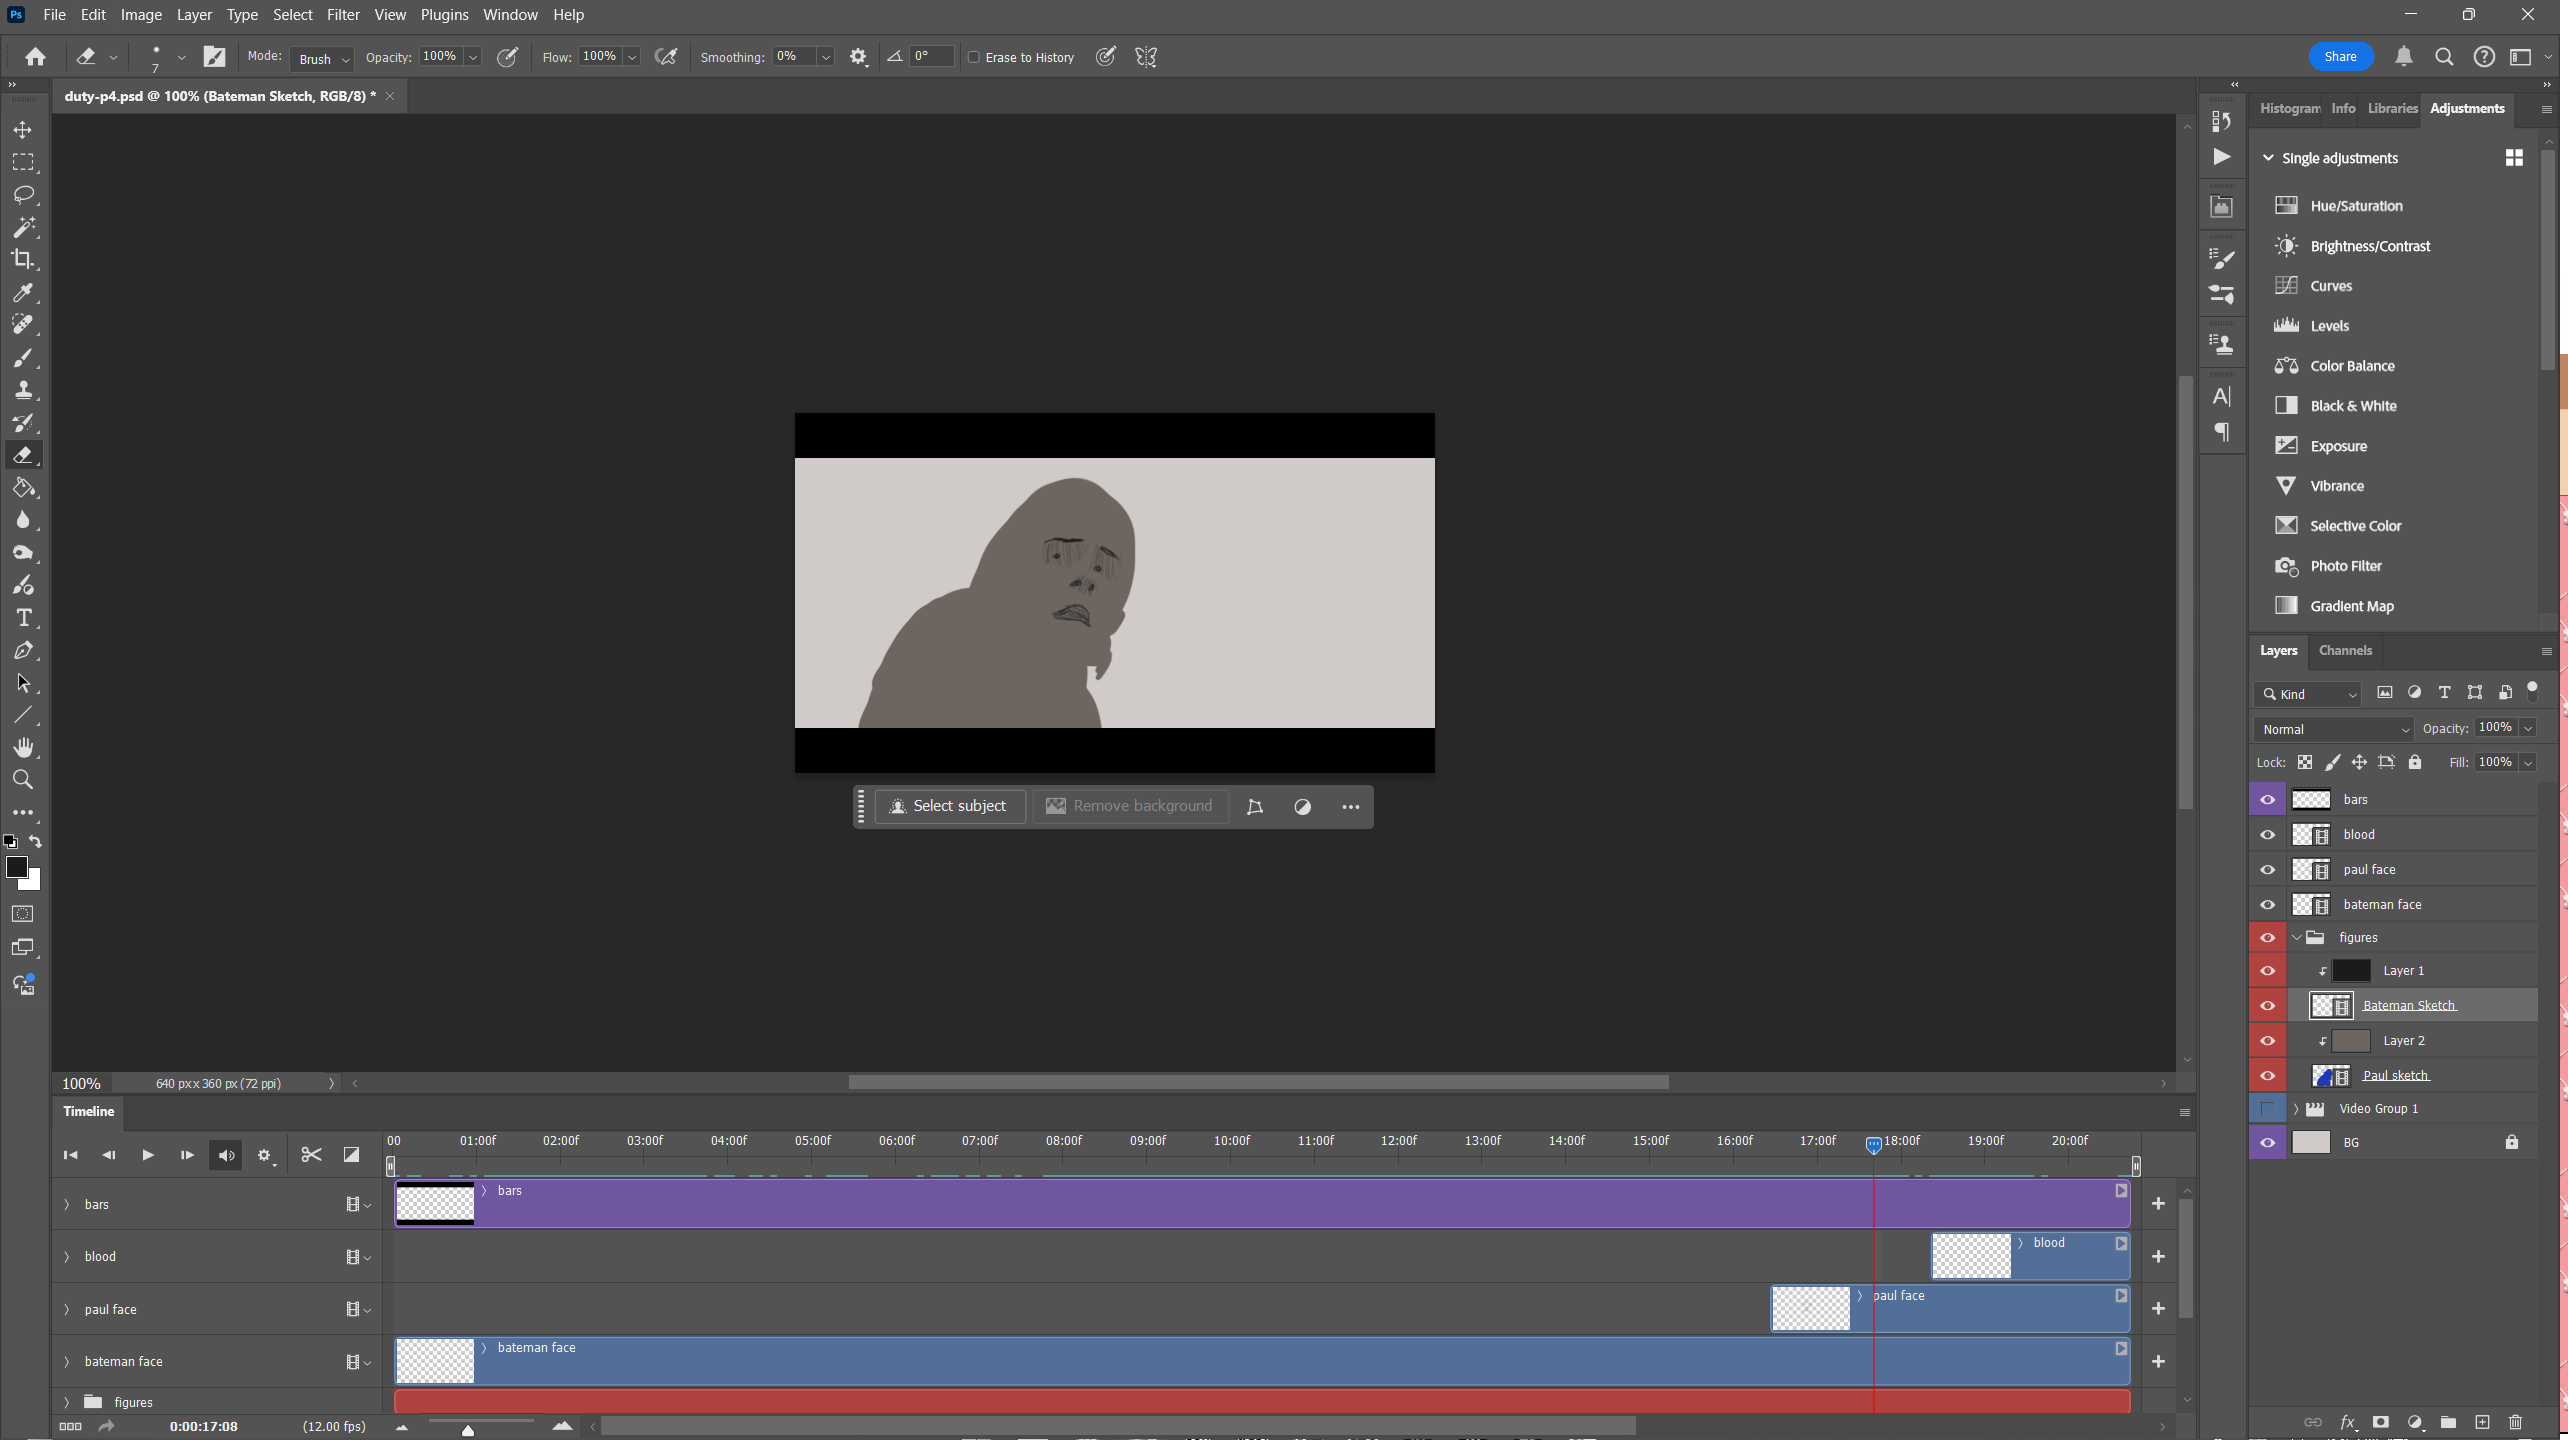 Ps File Edit Image Layer Type Select Filter View Plugins Window Help
7 Mode: Brush Opacity: 100% Flow: 100% Smoothing: 0% 0° Erase to History Share
duty-p4.psd @ 100% (Bateman Sketch, RGB/8) *
Histogram Info Libraries Adjustments
Single adjustments
Hue/Saturation
Brightness/Contrast
Curves
Levels
Color Balance
Black & White
Exposure
Vibrance
Selective Color
Photo Filter
Gradient Map
Select subject Remove background
Layers Channels
Kind
Normal Opacity: 100%
Lock: Fill: 100%
bars
blood
paul face
bateman face
figures
Layer 1
Bateman Sketch
Layer 2
Paul sketch
Video Group 1
BG
100% 640 px x 360 px (72 ppi)
Timeline
00 01:00f 02:00f 03:00f 04:00f 05:00f 06:00f 07:00f 08:00f 09:00f 10:00f 11:00f 12:00f 13:00f 14:00f 15:00f 16:00f 17:00f 18:00f 19:00f 20:00f
bars bars
blood blood
paul face paul face
bateman face bateman face
figures
0:00:17:08 (12.00 fps)
fx